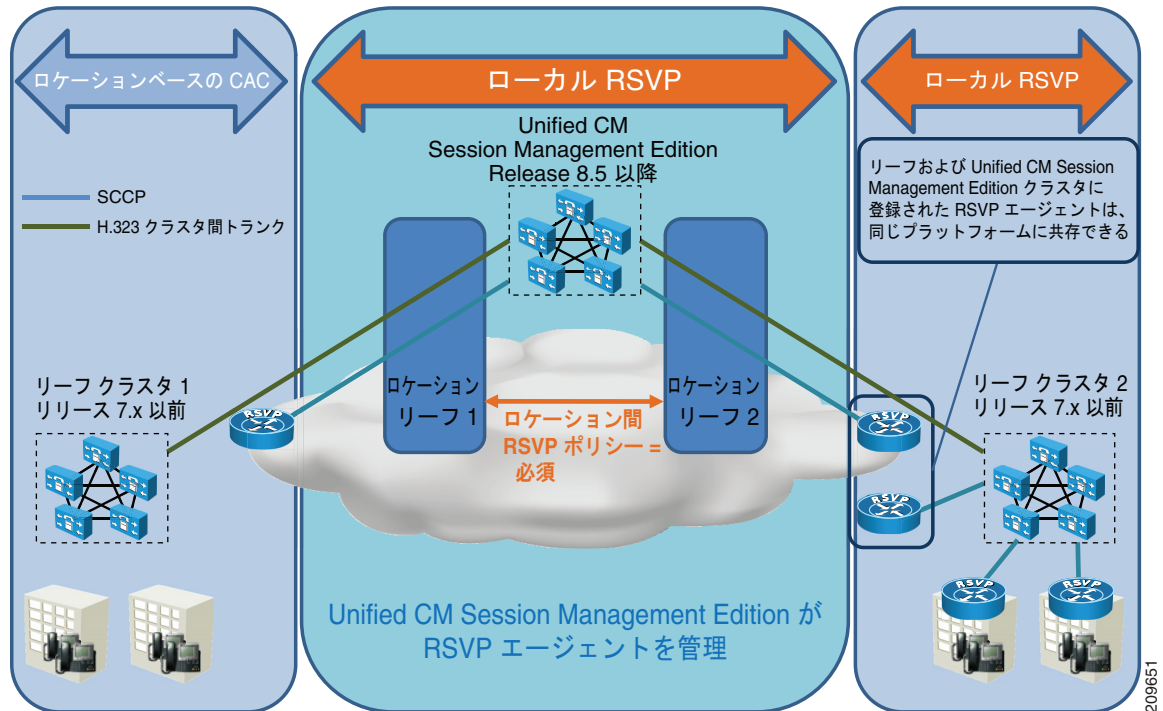 ロケーションベースの CAC
ローカル RSVP
ローカル RSVP
Unified CM
Session Management Edition
Release 8.5 以降
SCCP
H.323 クラスタ間トランク
リーフおよび Unified CM Session
Management Edition クラスタに
登録された RSVP エージェントは、
同じプラットフォームに共存できる
リーフ クラスタ 1
リリース 7.x 以前
RSVP
ロケーション
リーフ 1
ロケーション間
RSVP ポリシー =
必須
ロケーション
リーフ 2
RSVP
RSVP
リーフ クラスタ 2
リリース 7.x 以前
RSVP
RSVP
Unified CM Session Management Edition が
RSVP エージェントを管理
209651